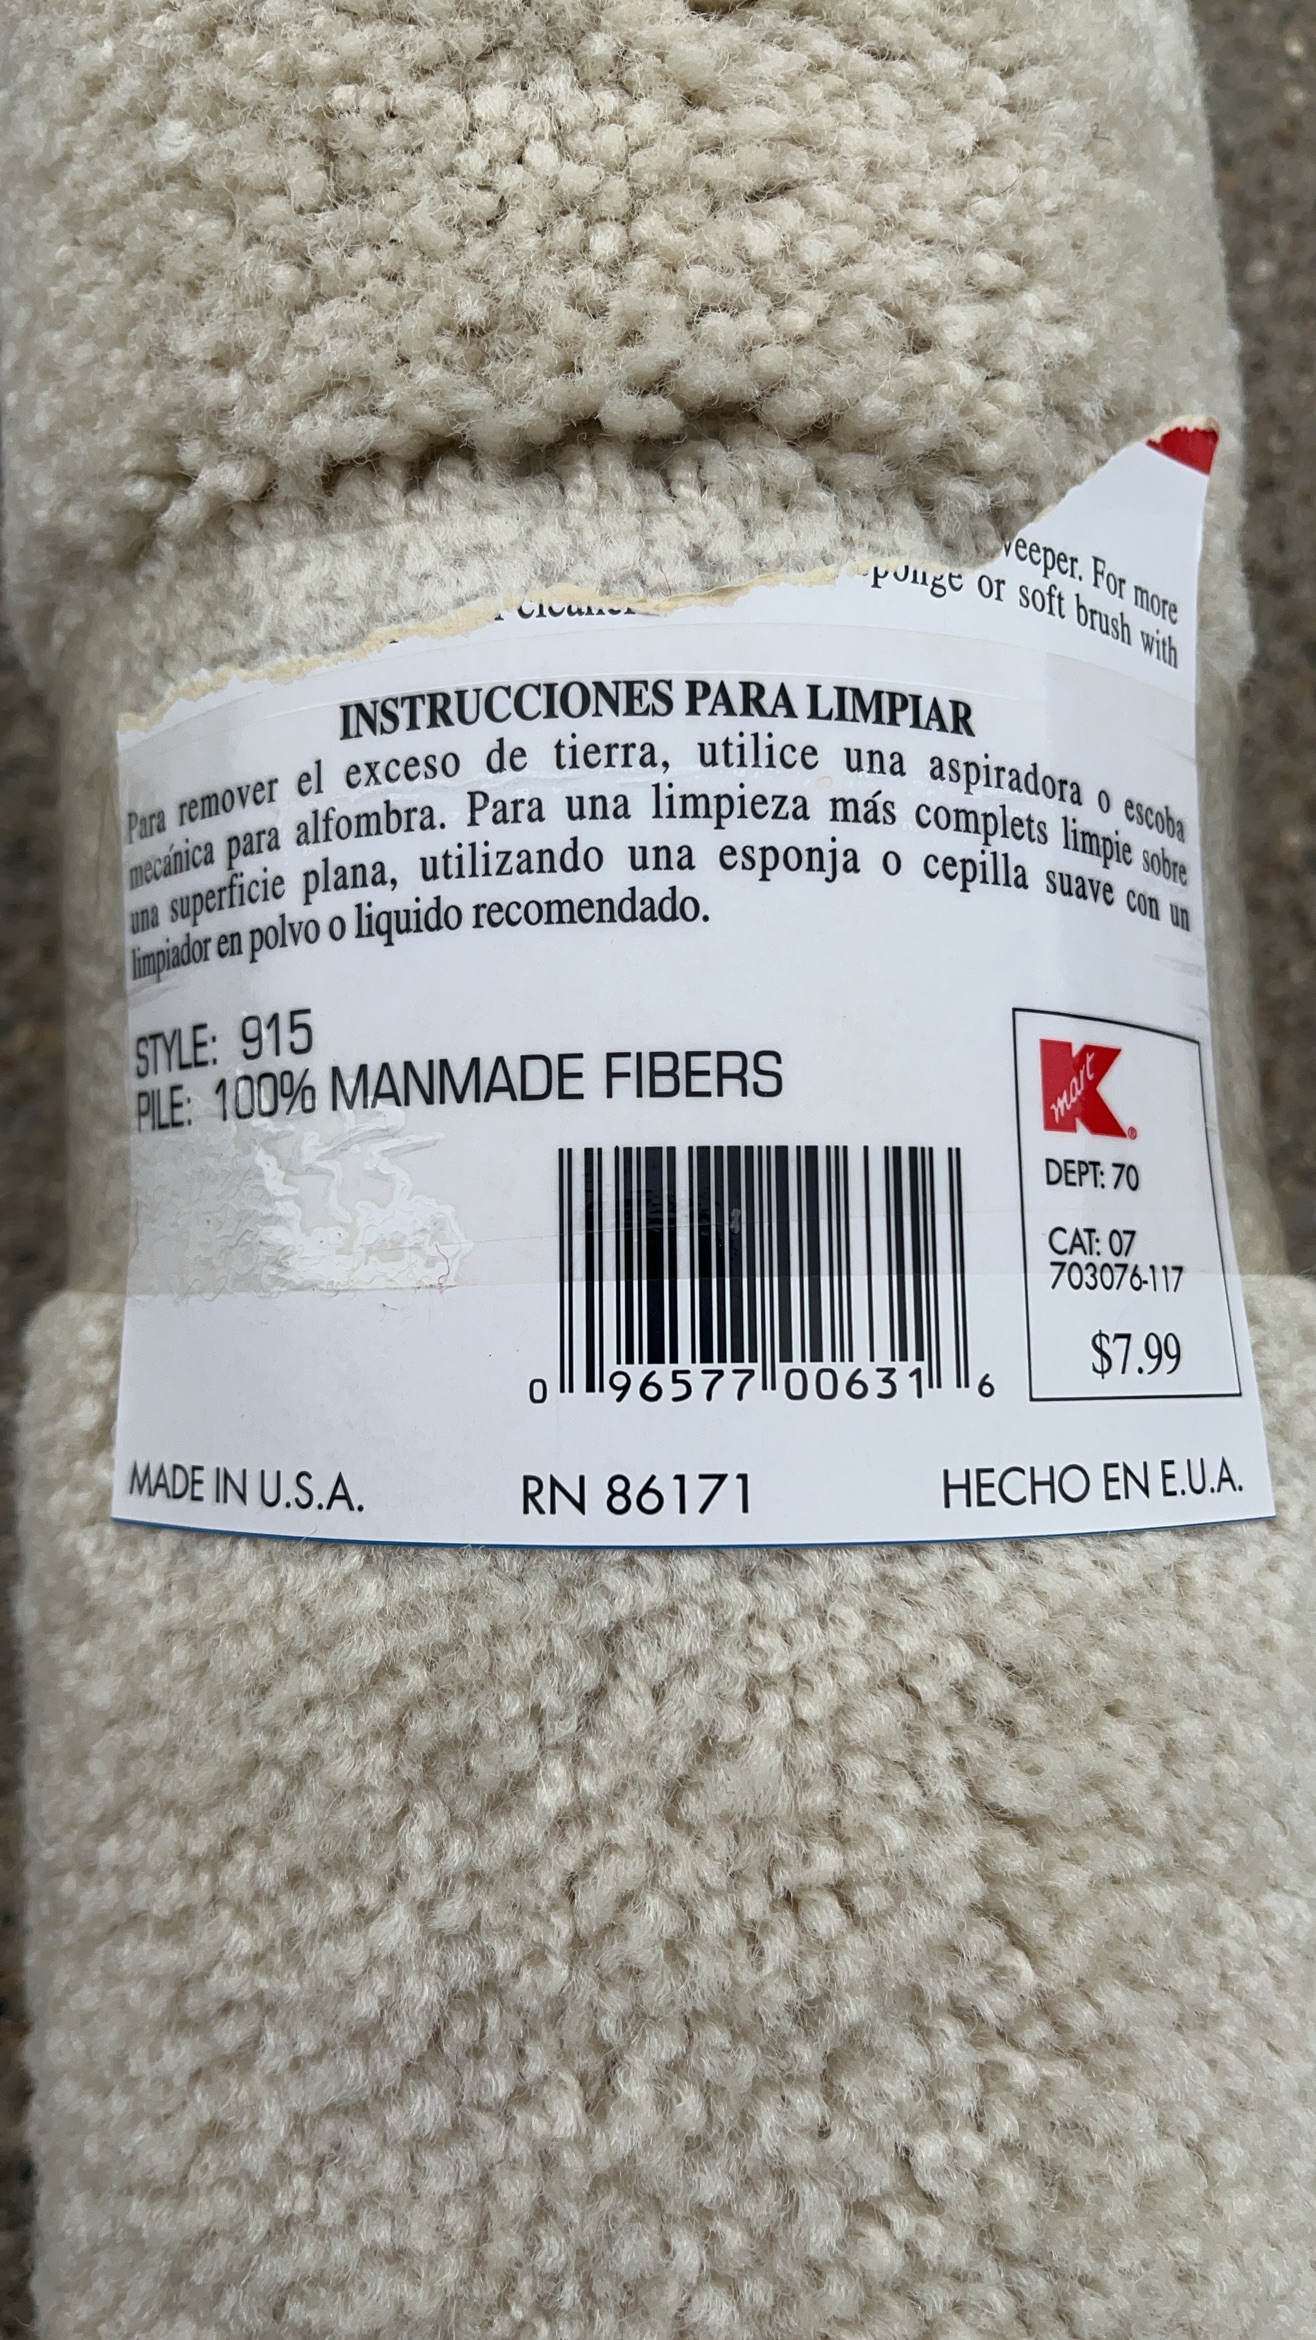 veeper. For more
sponge or soft brush with
cleaner
INSTRUCCIONES PARA LIMPIAR
Para remover el exceso de tierra, utilice una aspiradora o escoba
mecánica para alfombra. Para una limpieza más complets limpie sobre
una superficie plana, utilizando una esponja o cepilla suave con un
limpiador en polvo o liquido recomendado.
STYLE: 915
PILE: 100% MANMADE FIBERS
K mart®
DEPT: 70
CAT: 07
703076-117
$7.99
0 96577 00631 6
MADE IN U.S.A.
RN 86171
HECHO EN E.U.A.